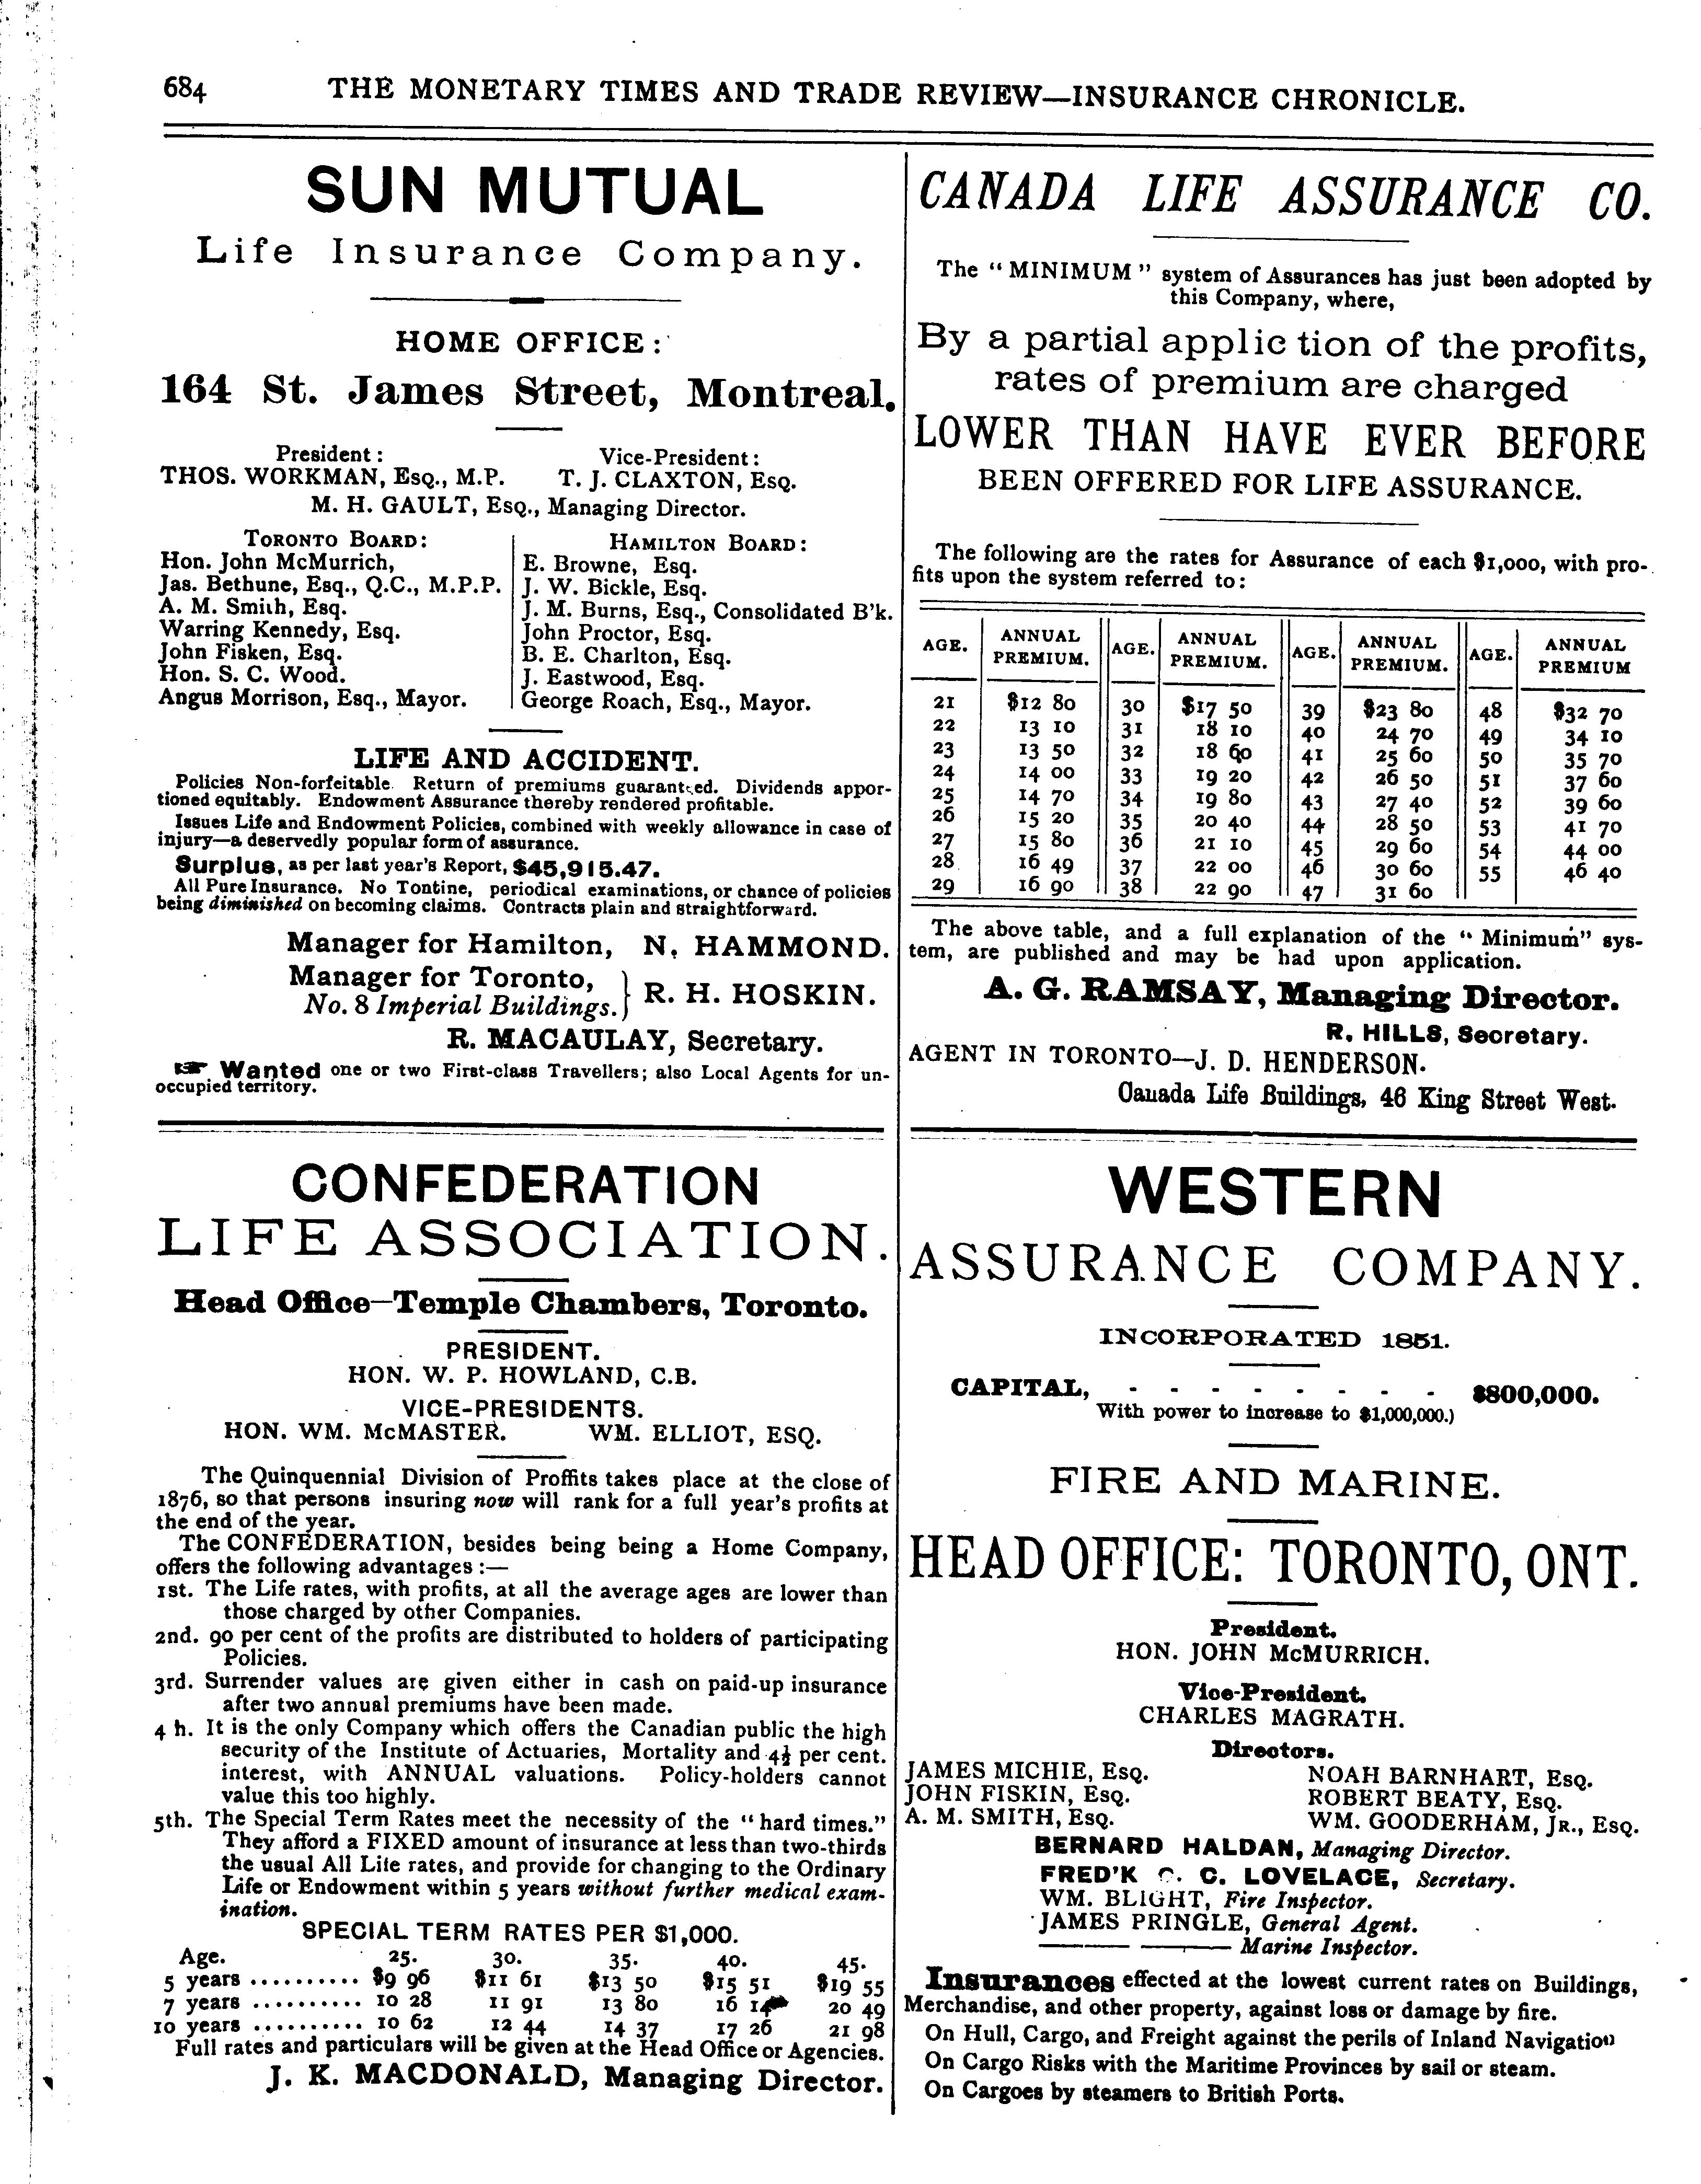 684 THE MONETARY TIMES AND TRADE REVIEW—INSURANCE CHRONICLE.
SUN MUTUAL
Life Insurance Company.
HOME OFFICE:
164 St. James Street, Montreal.
President: Vice-President:
THOS. WORKMAN, Esq., M.P. T. J. CLAXTON, Esq.
M. H. GAULT, Esq., Managing Director.
Toronto Board:
Hon. John McMurrich,
Jas. Bethune, Esq., Q.C., M.P.P.
A. M. Smith, Esq.
Warring Kennedy, Esq.
John Fisken, Esq.
Hon. S. C. Wood.
Angus Morrison, Esq., Mayor.
Hamilton Board:
E. Browne, Esq.
J. W. Bickle, Esq.
J. M. Burns, Esq., Consolidated B'k.
John Proctor, Esq.
B. E. Charlton, Esq.
J. Eastwood, Esq.
George Roach, Esq., Mayor.
LIFE AND ACCIDENT.
Policies Non-forfeitable. Return of premiums guaranteed. Dividends appor-
tioned equitably. Endowment Assurance thereby rendered profitable.
Issues Life and Endowment Policies, combined with weekly allowance in case of
injury—a deservedly popular form of assurance.
Surplus, as per last year's Report, $45,915.47.
All Pure Insurance. No Tontine, periodical examinations, or chance of policies
being diminished on becoming claims. Contracts plain and straightforward.
Manager for Hamilton, N. HAMMOND.
Manager for Toronto,
No. 8 Imperial Buildings. } R. H. HOSKIN.
R. MACAULAY, Secretary.
☞ Wanted one or two First-class Travellers; also Local Agents for un-
occupied territory.
CANADA LIFE ASSURANCE CO.
The "MINIMUM" system of Assurances has just been adopted by
this Company, where,
By a partial applic tion of the profits,
rates of premium are charged
LOWER THAN HAVE EVER BEFORE
BEEN OFFERED FOR LIFE ASSURANCE.
The following are the rates for Assurance of each $1,000, with pro-
fits upon the system referred to:
AGE. ANNUAL PREMIUM. AGE. ANNUAL PREMIUM. AGE. ANNUAL PREMIUM. AGE. ANNUAL PREMIUM
21 $12 80 30 $17 50 39 $23 80 48 $32 70
22 13 10 31 18 10 40 24 70 49 34 10
23 13 50 32 18 60 41 25 60 50 35 70
24 14 00 33 19 20 42 26 50 51 37 60
25 14 70 34 19 80 43 27 40 52 39 60
26 15 20 35 20 40 44 28 50 53 41 70
27 15 80 36 21 10 45 29 60 54 44 00
28 16 49 37 22 00 46 30 60 55 46 40
29 16 90 38 22 90 47 31 60
The above table, and a full explanation of the "Minimum" sys-
tem, are published and may be had upon application.
A. G. RAMSAY, Managing Director.
R. HILLS, Secretary.
AGENT IN TORONTO—J. D. HENDERSON.
Canada Life Buildings, 46 King Street West.
CONFEDERATION
LIFE ASSOCIATION.
Head Office—Temple Chambers, Toronto.
PRESIDENT.
HON. W. P. HOWLAND, C.B.
VICE-PRESIDENTS.
HON. WM. McMASTER. WM. ELLIOT, ESQ.
The Quinquennial Division of Proffits takes place at the close of
1876, so that persons insuring now will rank for a full year's profits at
the end of the year.
The CONFEDERATION, besides being being a Home Company,
offers the following advantages:—
1st. The Life rates, with profits, at all the average ages are lower than
those charged by other Companies.
2nd. 90 per cent of the profits are distributed to holders of participating
Policies.
3rd. Surrender values are given either in cash on paid-up insurance
after two annual premiums have been made.
4 h. It is the only Company which offers the Canadian public the high
security of the Institute of Actuaries, Mortality and 4½ per cent.
interest, with ANNUAL valuations. Policy-holders cannot
value this too highly.
5th. The Special Term Rates meet the necessity of the "hard times."
They afford a FIXED amount of insurance at less than two-thirds
the usual All Life rates, and provide for changing to the Ordinary
Life or Endowment within 5 years without further medical exam-
ination.
SPECIAL TERM RATES PER $1,000.
Age. 25. 30. 35. 40. 45.
5 years .......... $9 96 $11 61 $13 50 $15 51 $19 55
7 years .......... 10 28 11 91 13 80 16 14 20 49
10 years .......... 10 62 12 44 14 37 17 26 21 98
Full rates and particulars will be given at the Head Office or Agencies.
J. K. MACDONALD, Managing Director.
WESTERN
ASSURANCE COMPANY.
INCORPORATED 1851.
CAPITAL, - - - - - - - - $800,000.
With power to increase to $1,000,000.)
FIRE AND MARINE.
HEAD OFFICE: TORONTO, ONT.
President.
HON. JOHN McMURRICH.
Vice-President.
CHARLES MAGRATH.
Directors.
JAMES MICHIE, Esq. NOAH BARNHART, Esq.
JOHN FISKIN, Esq. ROBERT BEATY, Esq.
A. M. SMITH, Esq. WM. GOODERHAM, Jr., Esq.
BERNARD HALDAN, Managing Director.
FRED'K C. LOVELACE, Secretary.
WM. BLIGHT, Fire Inspector.
JAMES PRINGLE, General Agent.
Marine Inspector.
Insurances effected at the lowest current rates on Buildings,
Merchandise, and other property, against loss or damage by fire.
On Hull, Cargo, and Freight against the perils of Inland Navigation
On Cargo Risks with the Maritime Provinces by sail or steam.
On Cargoes by steamers to British Ports.